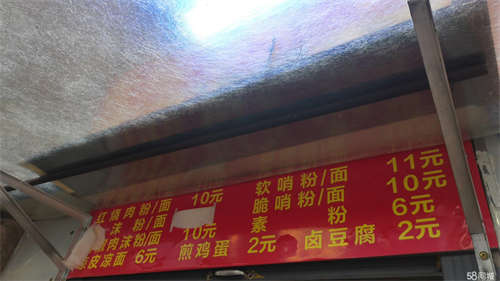 红烧肉粉/面 10元 软哨粉/面 11元
沫粉/面 脆哨粉/面 10元
肉沫粉/面 10元 素 粉 6元
皮凉面 6元 煎鸡蛋 2元 卤豆腐 2元
58同城